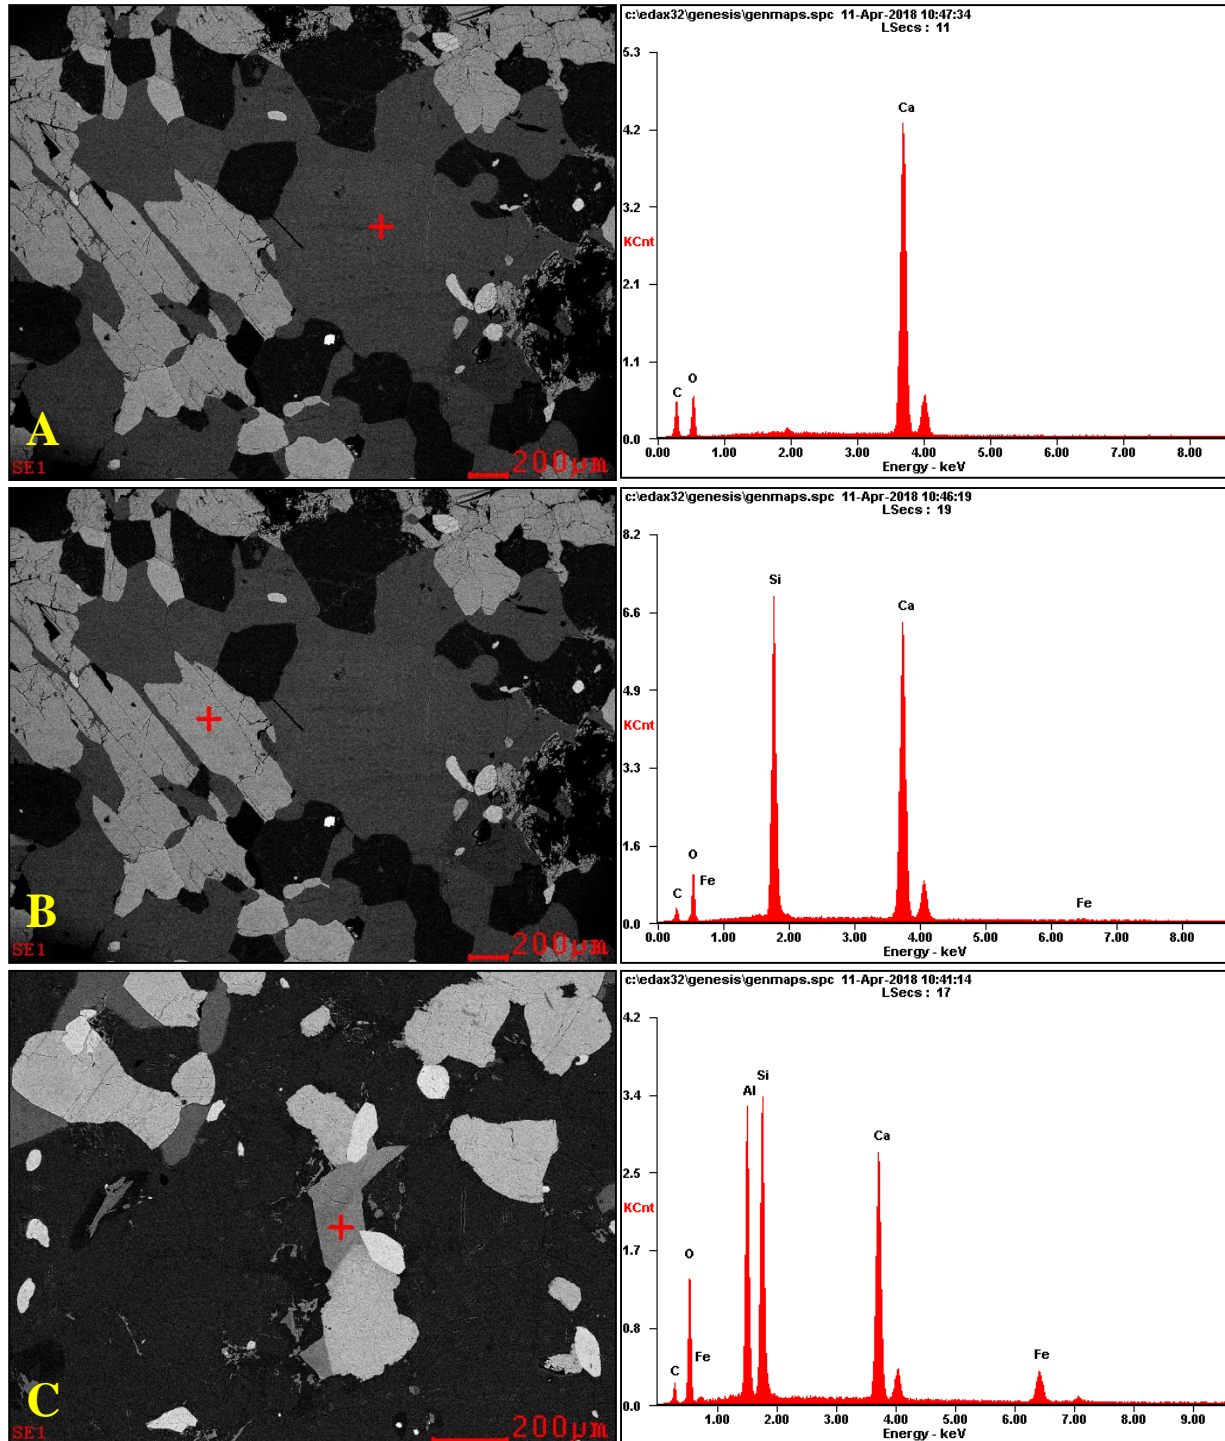 A
SE1
200µm
c:\edax32\genesis\genmaps.spc 11-Apr-2018 10:47:34
LSecs : 11
5.3
4.2
3.2
KCnt
2.1
1.1
0.0
C
O
Ca
0.00 1.00 2.00 3.00 4.00 5.00 6.00 7.00 8.00
Energy - keV
B
SE1
200µm
c:\edax32\genesis\genmaps.spc 11-Apr-2018 10:46:19
LSecs : 19
8.2
6.6
4.9
KCnt
3.3
1.6
0.0
C
O
Fe
Si
Ca
Fe
0.00 1.00 2.00 3.00 4.00 5.00 6.00 7.00 8.00
Energy - keV
C
SE1
200µm
c:\edax32\genesis\genmaps.spc 11-Apr-2018 10:41:14
LSecs : 17
4.2
3.4
2.5
KCnt
1.7
0.8
0.0
C
O
Fe
Al
Si
Ca
Fe
1.00 2.00 3.00 4.00 5.00 6.00 7.00 8.00 9.00
Energy - keV